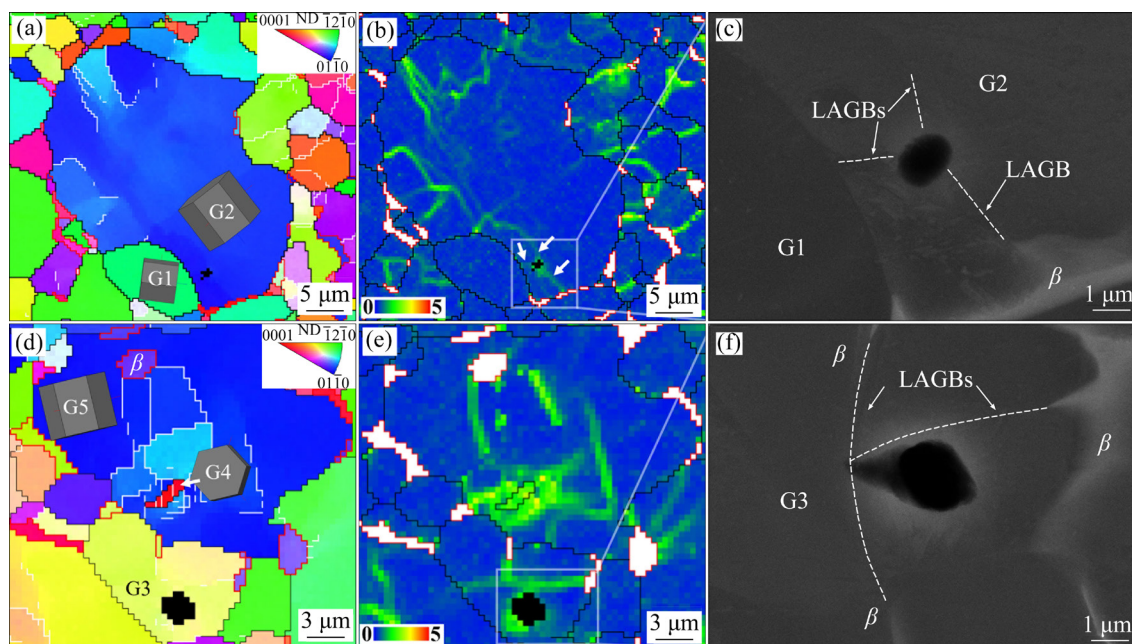 (a)
0001 ND 1̅21̅0
011̅0
G2
G1
5 μm
(b)
0 5
5 μm
(c)
G2
LAGBs
LAGB
G1
β
1 μm
(d)
0001 ND 1̅21̅0
011̅0
β
G5
G4
G3
3 μm
(e)
0 5
3 μm
(f)
β
LAGBs
β
G3
β
1 μm